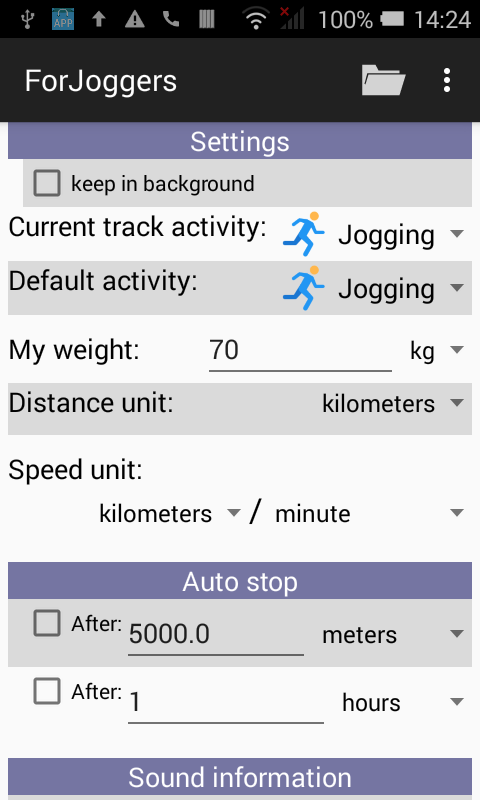 APP 100% 14:24
ForJoggers
Settings
keep in background
Current track activity: Jogging
Default activity: Jogging
My weight: 70 kg
Distance unit: kilometers
Speed unit:
kilometers / minute
Auto stop
After: 5000.0 meters
After: 1 hours
Sound information